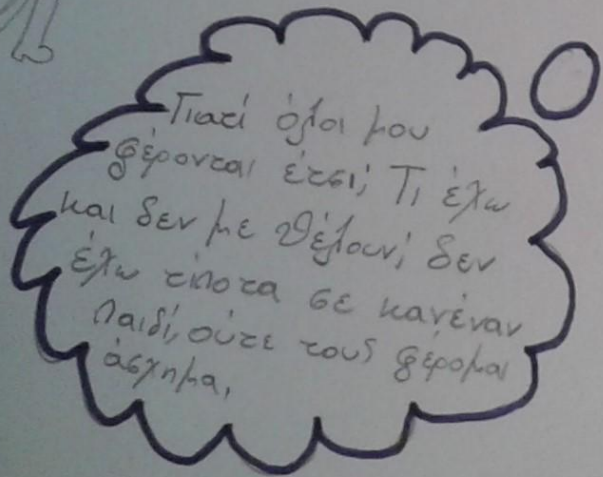 Γιατί όλοι μου
φέρονται έτσι; Τι έχω
και δεν με θέλουν; δεν
έχω τίποτα σε κανέναν
παιδί, ούτε τους φέρομαι
άσχημα,